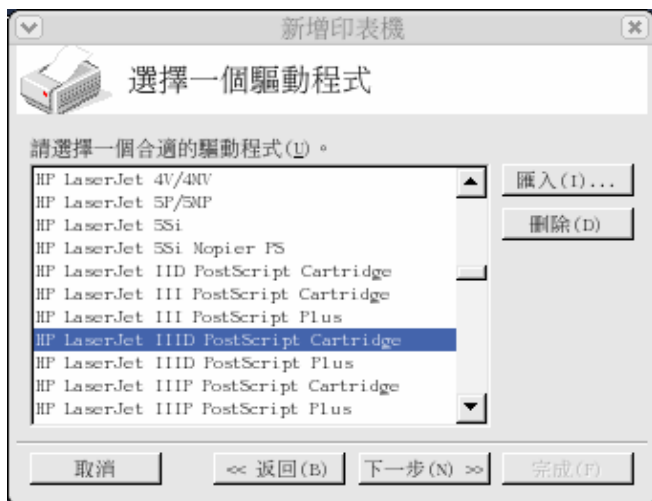 新增印表機
選擇一個驅動程式
請選擇一個合適的驅動程式(U)。
HP LaserJet 4V/4MV
HP LaserJet 5P/5MP
HP LaserJet 5Si
HP LaserJet 5Si Mopier PS
HP LaserJet IID PostScript Cartridge
HP LaserJet III PostScript Cartridge
HP LaserJet III PostScript Plus
HP LaserJet IIID PostScript Cartridge
HP LaserJet IIID PostScript Plus
HP LaserJet IIIP PostScript Cartridge
HP LaserJet IIIP PostScript Plus
匯入(I)...
刪除(D)
取消
<< 返回(B)
下一步(N) >>
完成(F)